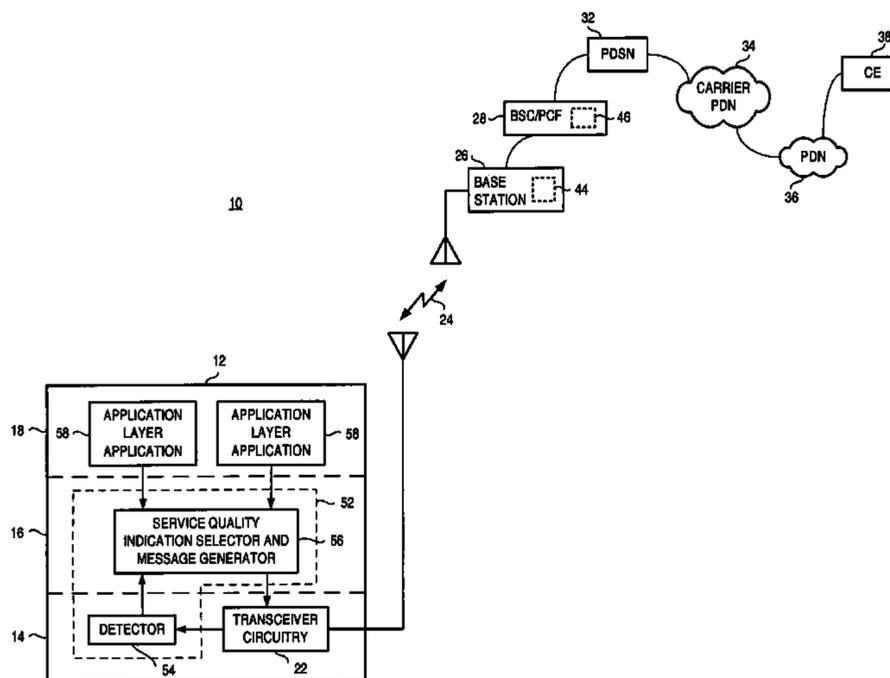 32
PDSN
34
CARRIER
PDN
38
CE
28
BSC/PCF
46
PDN
36
26
BASE
STATION
44
10
24
12
18
58
APPLICATION
LAYER
APPLICATION
APPLICATION
LAYER
APPLICATION
58
52
16
SERVICE QUALITY
INDICATION SELECTOR AND
MESSAGE GENERATOR
56
14
DETECTOR
54
TRANSCEIVER
CIRCUITRY
22